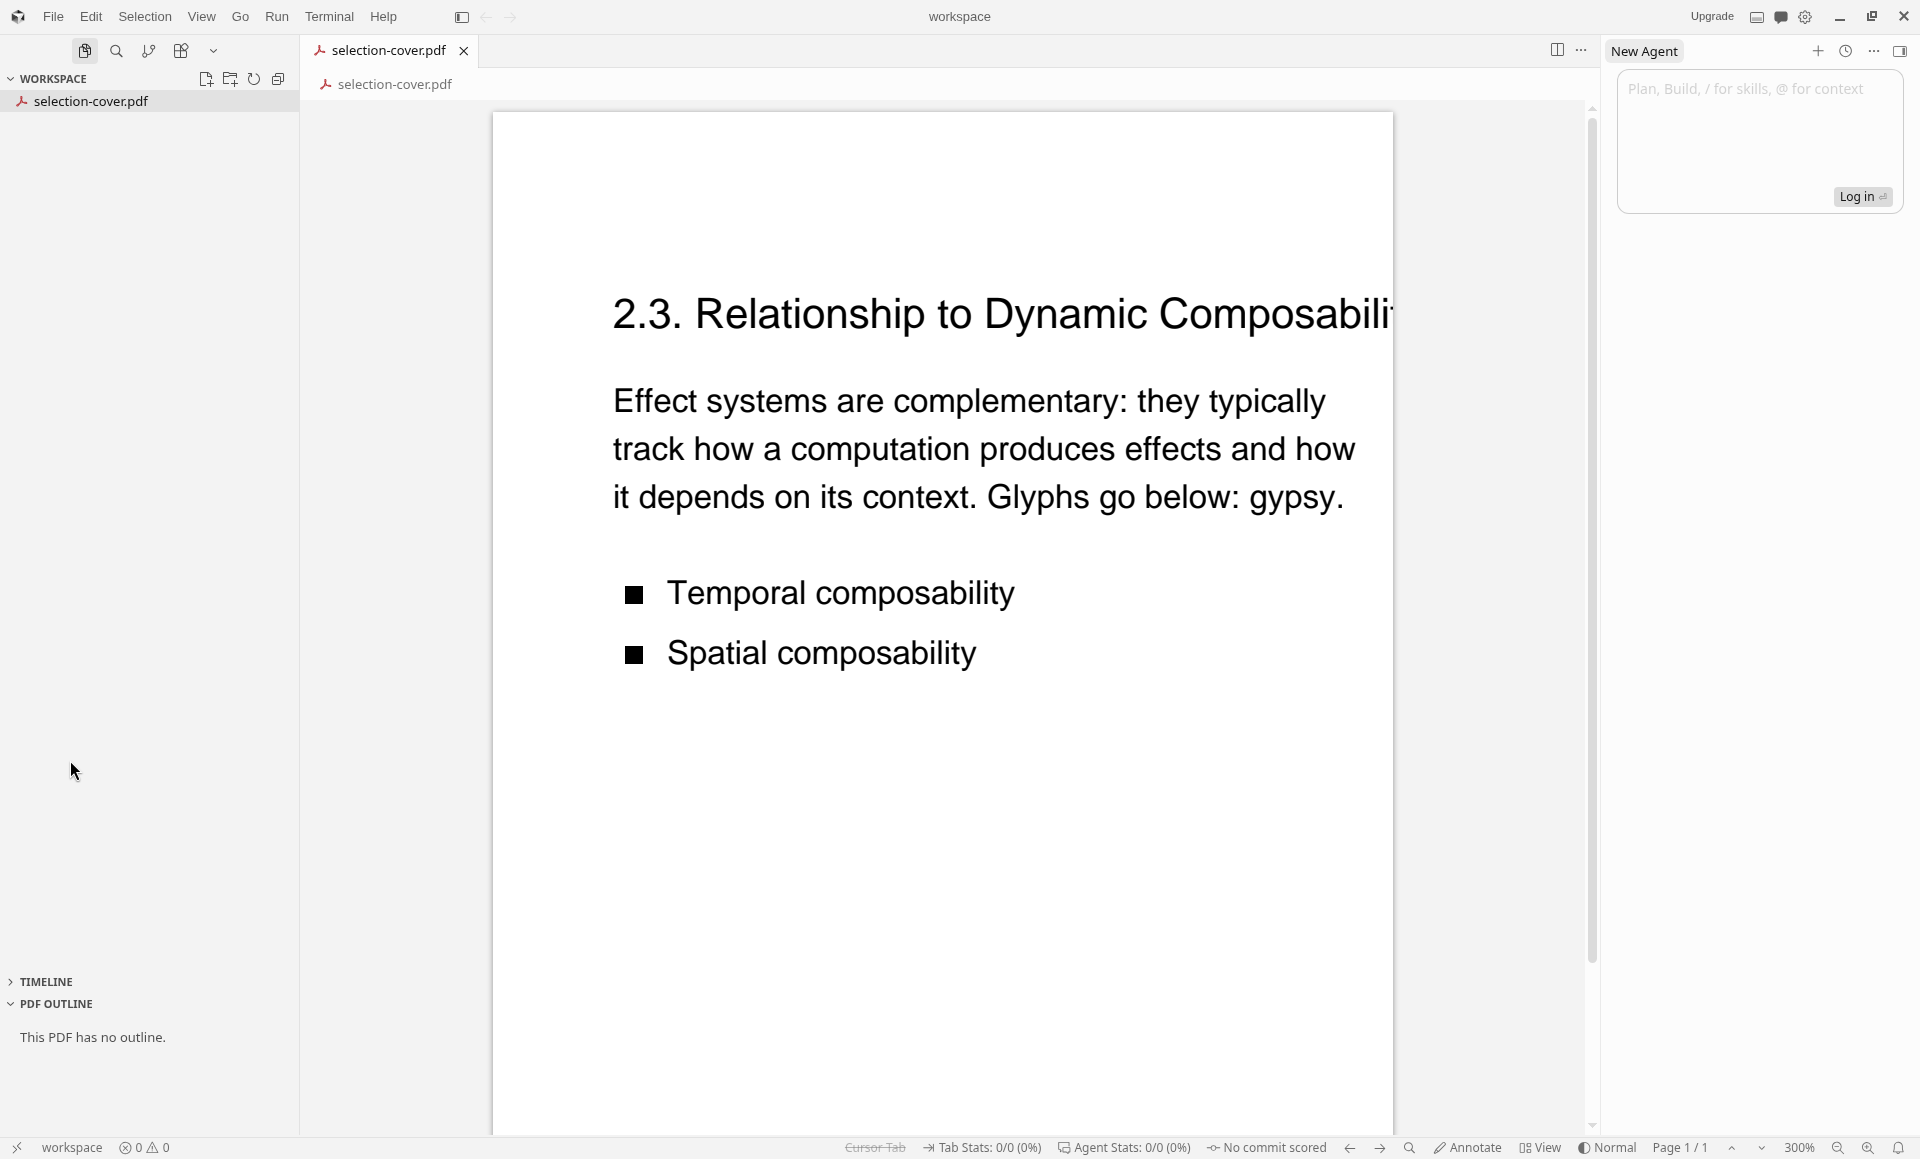 File Edit Selection View Go Run Terminal Help
workspace
Upgrade
selection-cover.pdf
New Agent
WORKSPACE
selection-cover.pdf
selection-cover.pdf
Plan, Build, / for skills, @ for context
Log in
2.3. Relationship to Dynamic Composabili
Effect systems are complementary: they typically
track how a computation produces effects and how
it depends on its context. Glyphs go below: gypsy.
■ Temporal composability
■ Spatial composability
TIMELINE
PDF OUTLINE
This PDF has no outline.
workspace 0 0 Cursor Tab Tab Stats: 0/0 (0%) Agent Stats: 0/0 (0%) No commit scored Annotate View Normal Page 1 / 1 300%